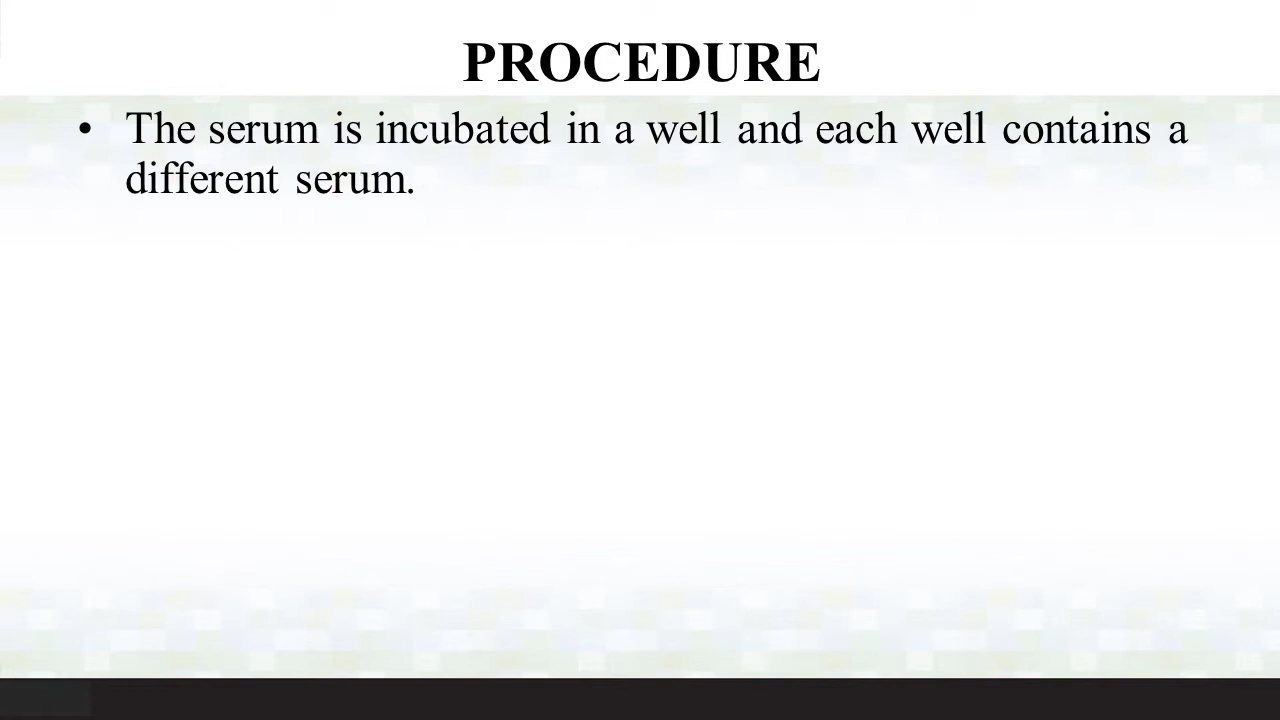 PROCEDURE
• The serum is incubated in a well and each well contains a
different serum.